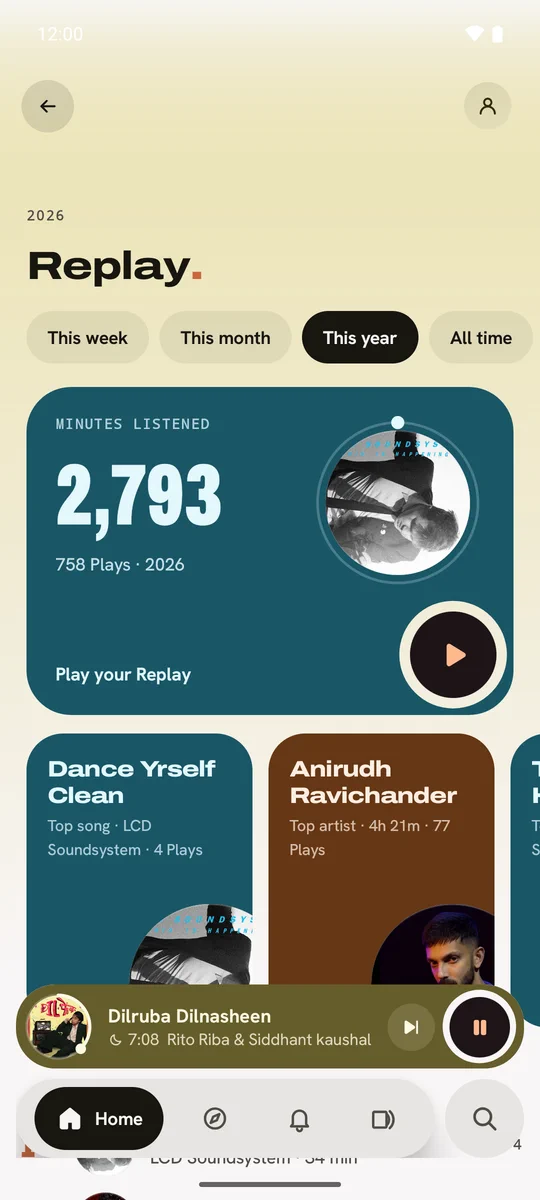 12:00
2026
Replay.
This week
This month
This year
All time
MINUTES LISTENED
2,793
758 Plays · 2026
Play your Replay
Dance Yrself
Clean
Top song · LCD
Soundsystem · 4 Plays
Anirudh
Ravichander
Top artist · 4h 21m · 77
Plays
Dilruba Dilnasheen
7:08 Rito Riba & Siddhant kaushal
Home
4
LCD Soundsystem · 34 min